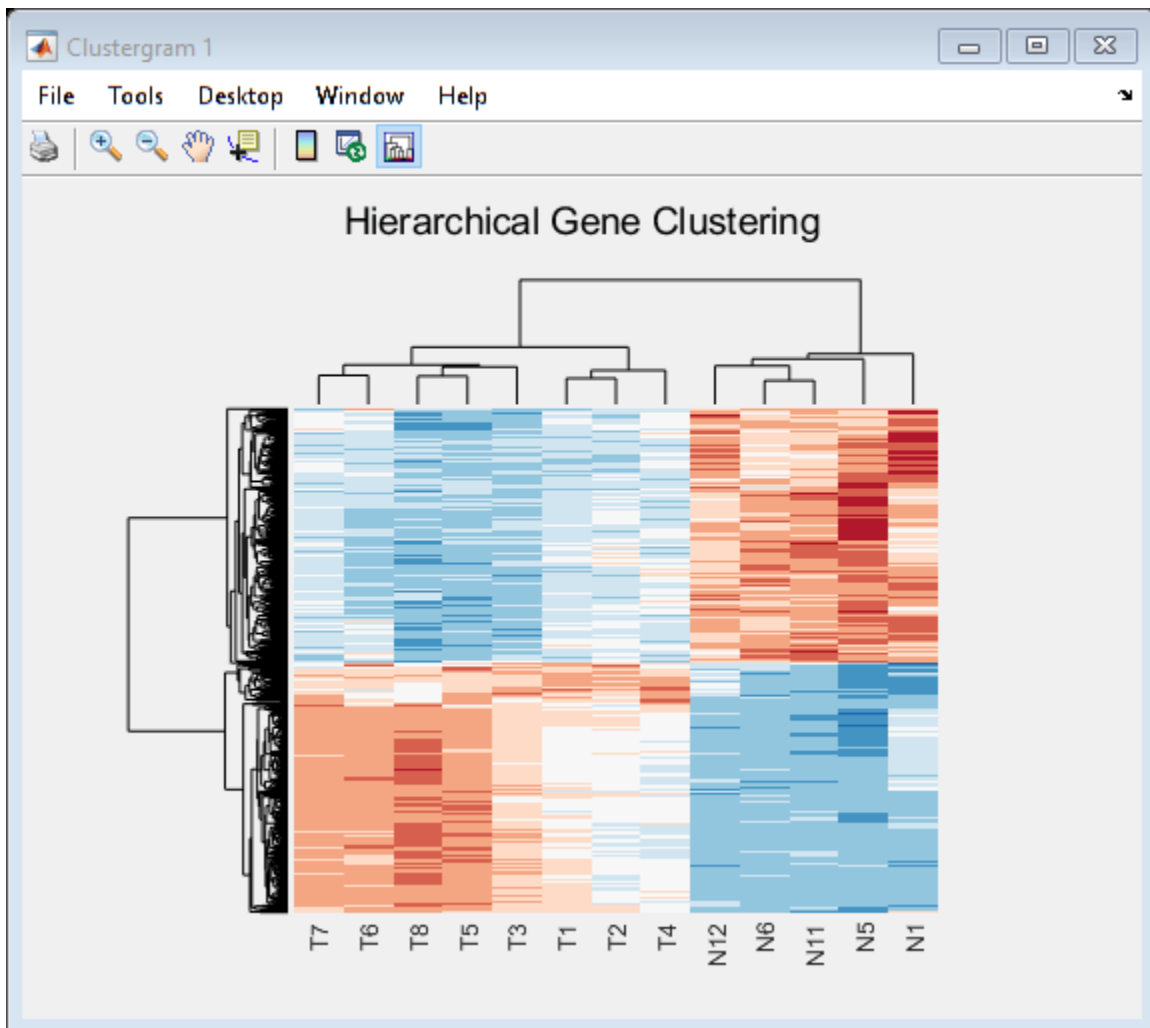 Clustergram 1
File Tools Desktop Window Help
Hierarchical Gene Clustering
T7 T6 T8 T5 T3 T1 T2 T4 N12 N6 N11 N5 N1